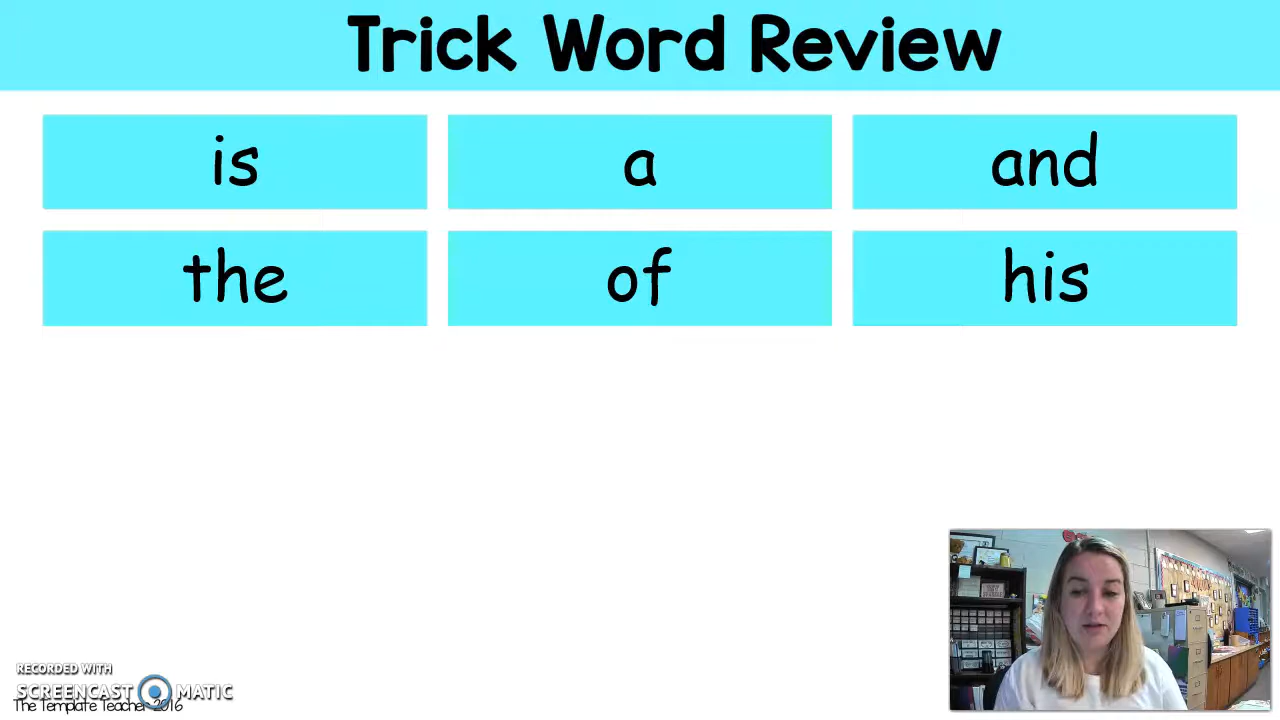 Trick Word Review
is a and
the of his
RECORDED WITH
SCREENCAST MATIC
The Template Teacher 2016